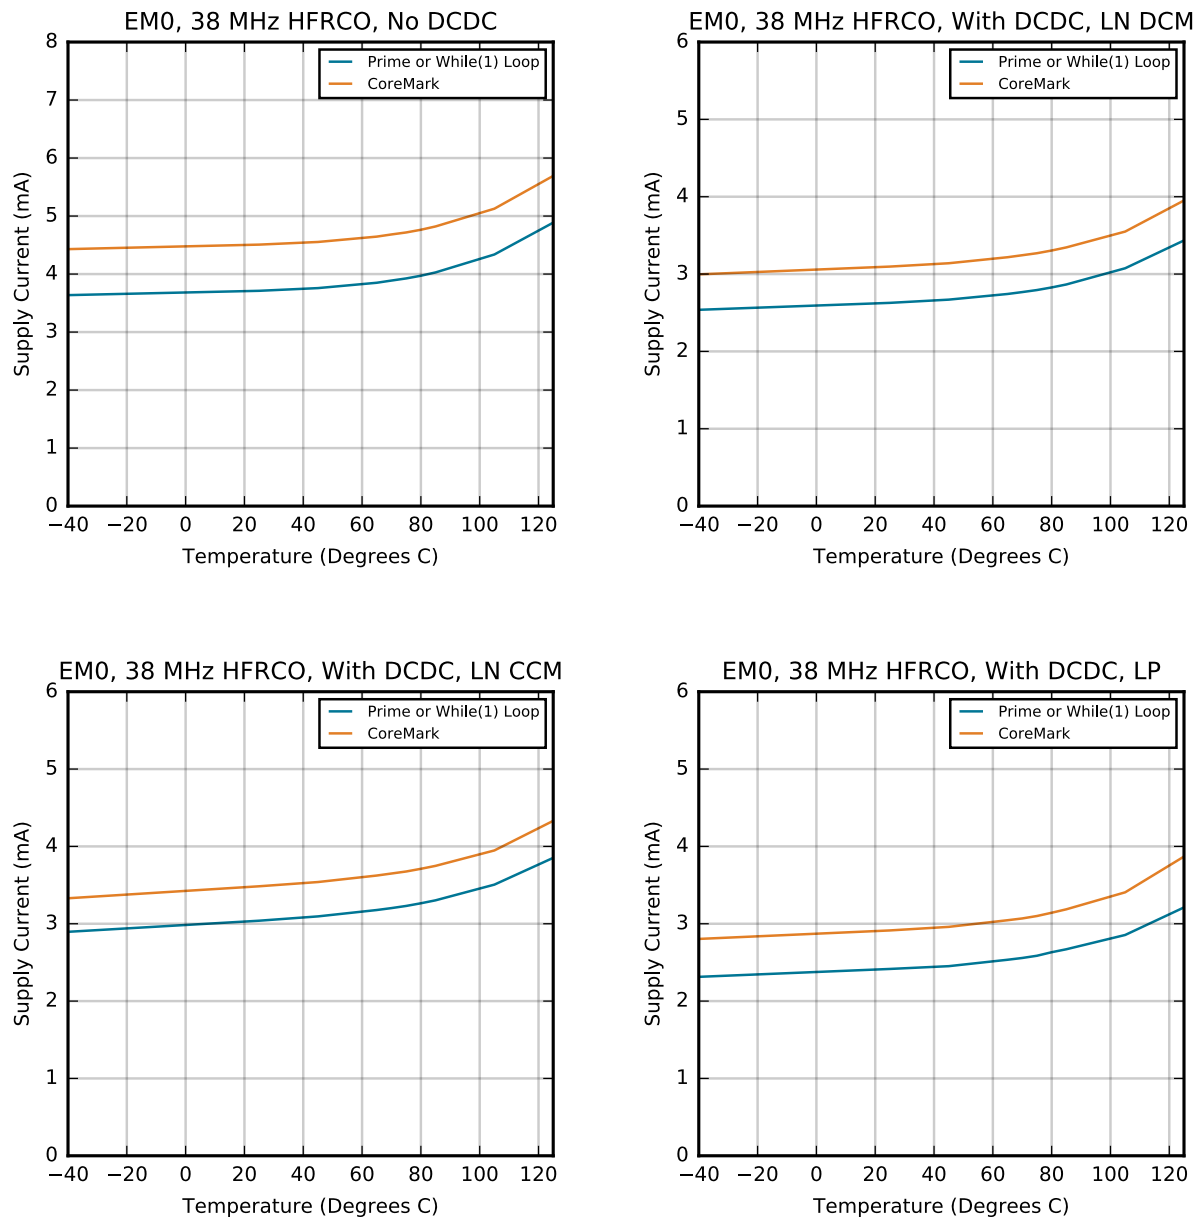 EM0, 38 MHz HFRCO, No DCDC
Prime or While(1) Loop
CoreMark
8
7
6
5
4
3
2
1
0
Supply Current (mA)
−40 −20 0 20 40 60 80 100 120
Temperature (Degrees C)
EM0, 38 MHz HFRCO, With DCDC, LN DCM
Prime or While(1) Loop
CoreMark
6
5
4
3
2
1
0
Supply Current (mA)
−40 −20 0 20 40 60 80 100 120
Temperature (Degrees C)
EM0, 38 MHz HFRCO, With DCDC, LN CCM
Prime or While(1) Loop
CoreMark
6
5
4
3
2
1
0
Supply Current (mA)
−40 −20 0 20 40 60 80 100 120
Temperature (Degrees C)
EM0, 38 MHz HFRCO, With DCDC, LP
Prime or While(1) Loop
CoreMark
6
5
4
3
2
1
0
Supply Current (mA)
−40 −20 0 20 40 60 80 100 120
Temperature (Degrees C)